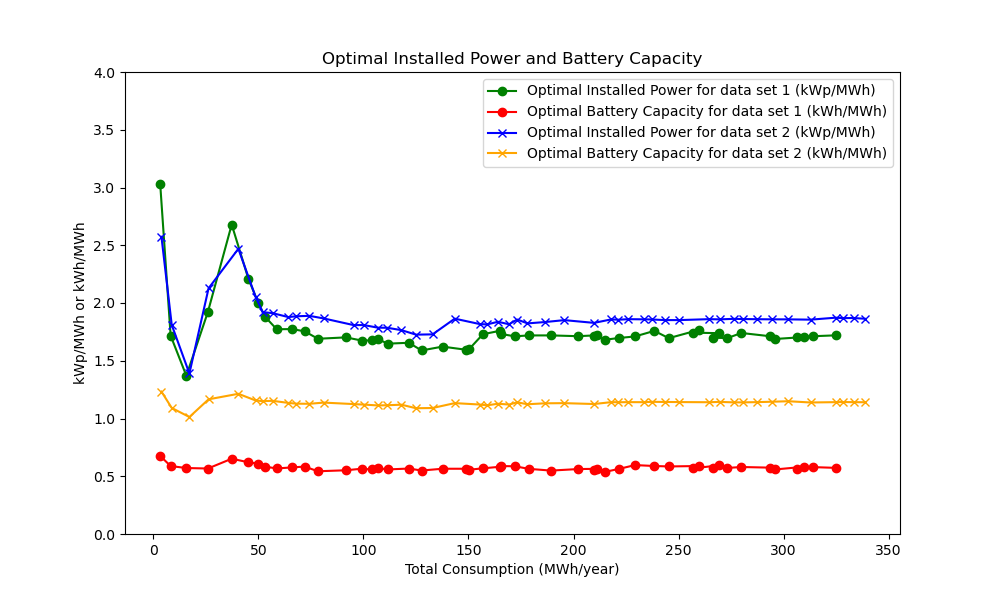 Optimal Installed Power and Battery Capacity
4.0
3.5
3.0
2.5
2.0
1.5
1.0
0.5
0.0
kWp/MWh or kWh/MWh
Optimal Installed Power for data set 1 (kWp/MWh)
Optimal Battery Capacity for data set 1 (kWh/MWh)
Optimal Installed Power for data set 2 (kWp/MWh)
Optimal Battery Capacity for data set 2 (kWh/MWh)
0 50 100 150 200 250 300 350
Total Consumption (MWh/year)